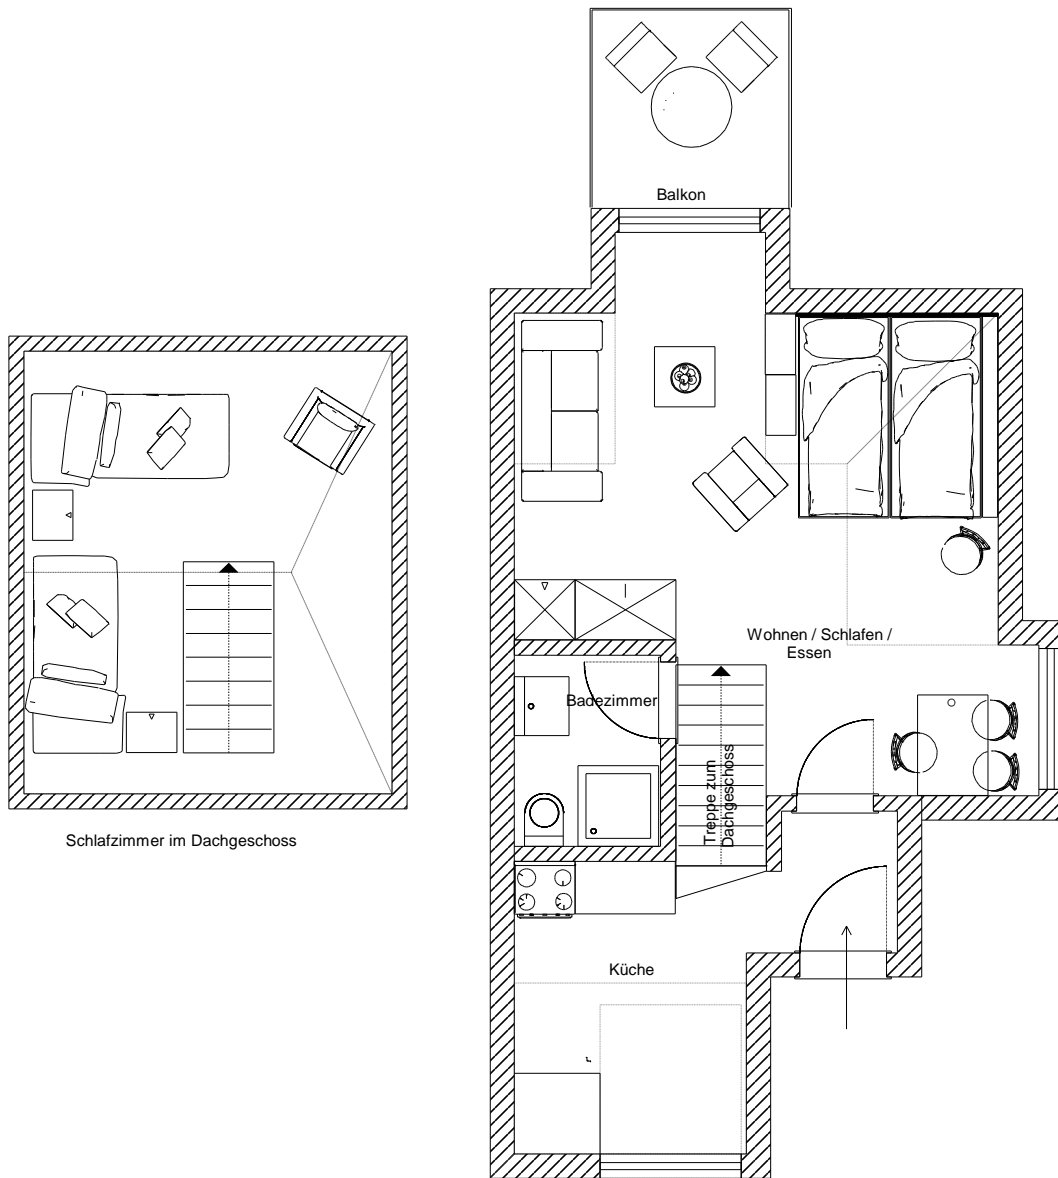 Balkon
Wohnen / Schlafen /
Essen
Badezimmer
Treppe zum
Dachgeschoss
Schlafzimmer im Dachgeschoss
Küche